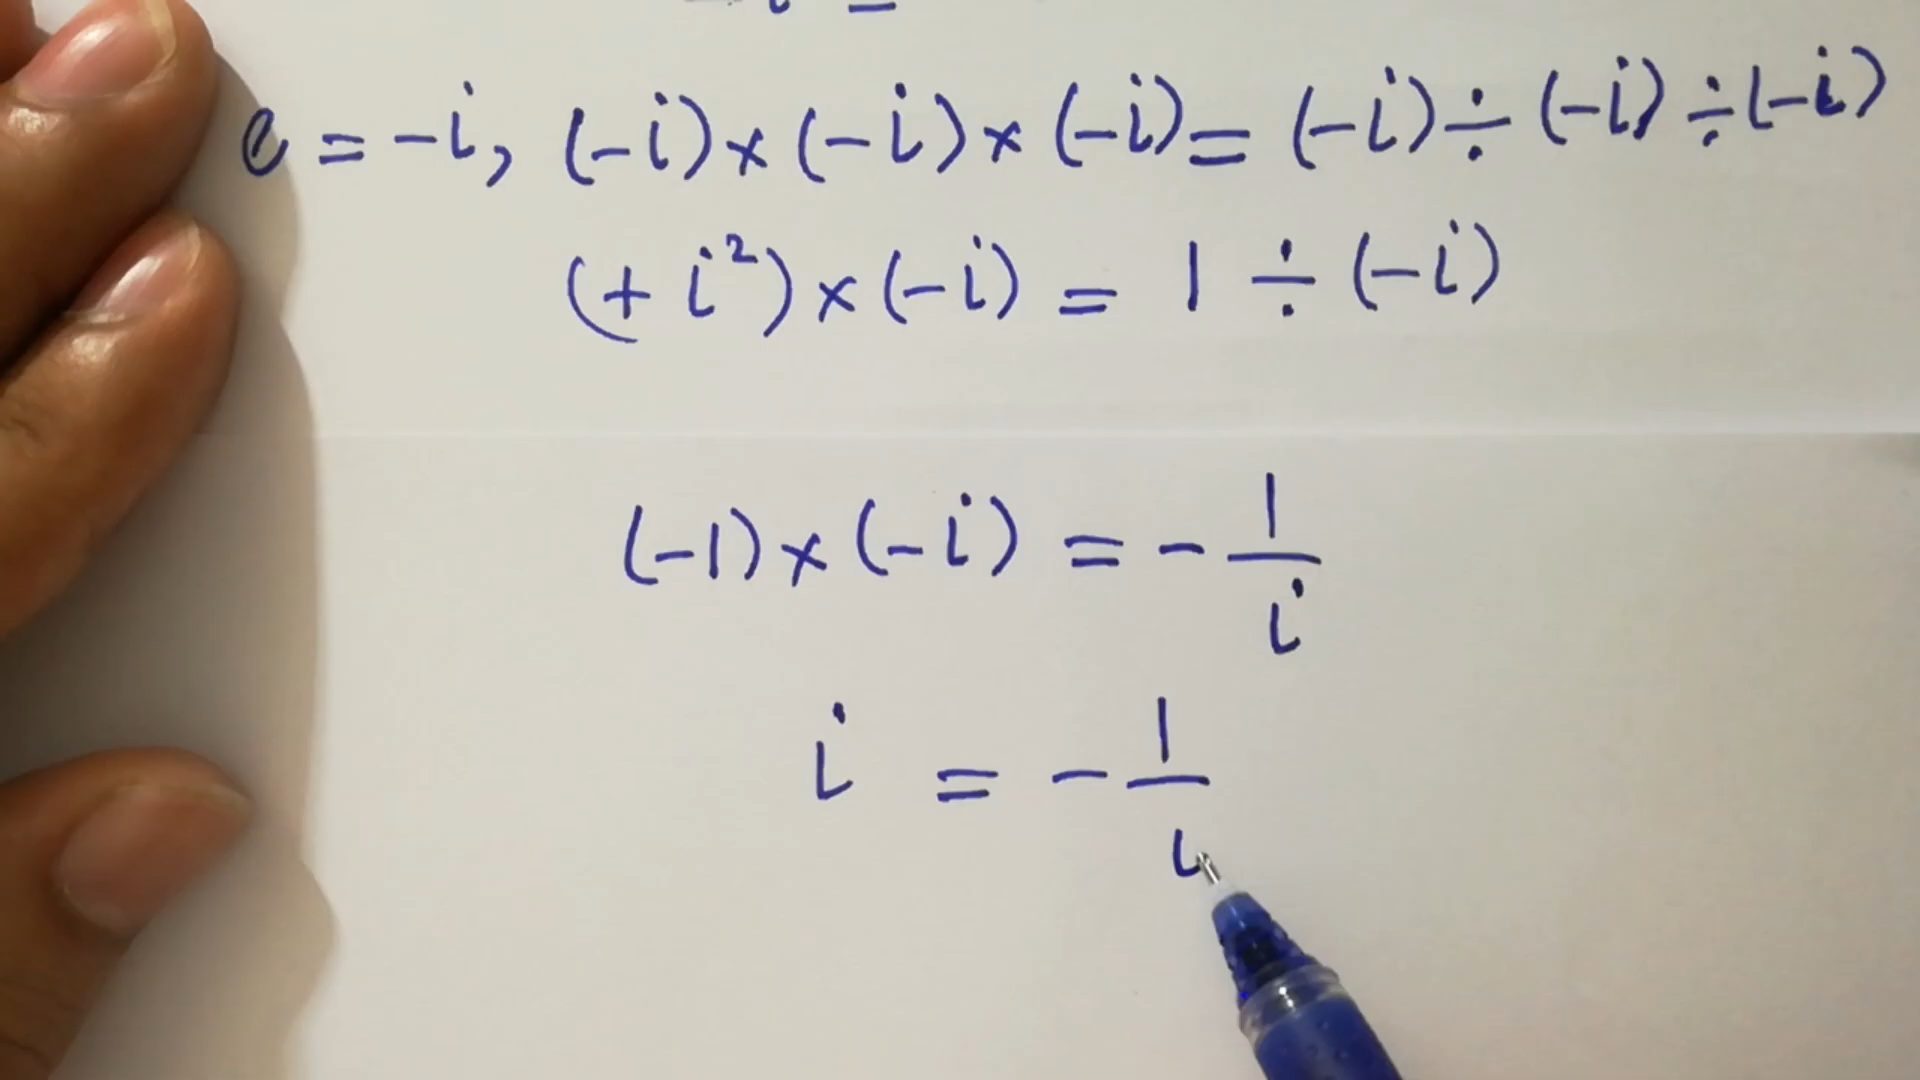 e = -i, (-i) × (-i) × (-i) = (-i) ÷ (-i) ÷ (-i)
(+ i²) × (-i) = 1 ÷ (-i)
(-1) × (-i) = - 1/i
i = - 1/ι